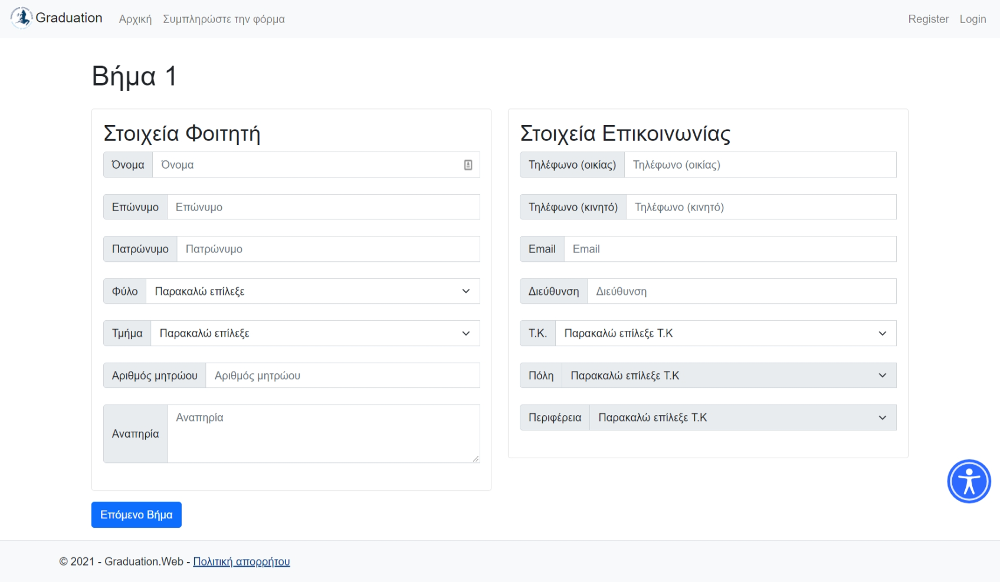 Graduation Αρχική Συμπληρώστε την φόρμα Register Login
Βήμα 1
Στοιχεία Φοιτητή
Όνομα Όνομα
Επώνυμο Επώνυμο
Πατρώνυμο Πατρώνυμο
Φύλο Παρακαλώ επίλεξε
Τμήμα Παρακαλώ επίλεξε
Αριθμός μητρώου Αριθμός μητρώου
Αναπηρία Αναπηρία
Στοιχεία Επικοινωνίας
Τηλέφωνο (οικίας) Τηλέφωνο (οικίας)
Τηλέφωνο (κινητό) Τηλέφωνο (κινητό)
Email Email
Διεύθυνση Διεύθυνση
Τ.Κ. Παρακαλώ επίλεξε Τ.Κ
Πόλη Παρακαλώ επίλεξε Τ.Κ
Περιφέρεια Παρακαλώ επίλεξε Τ.Κ
Επόμενο Βήμα
© 2021 - Graduation.Web - Πολιτική απορρήτου